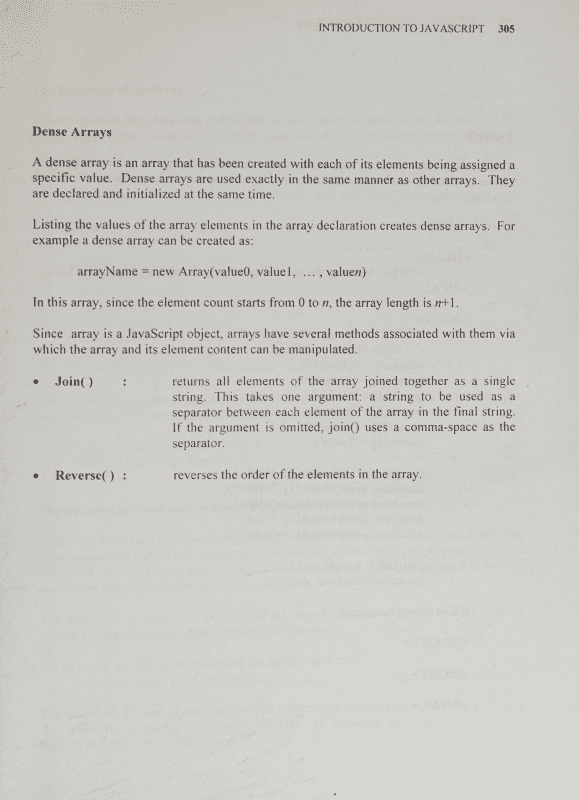 INTRODUCTION TO JAVASCRIPT 305
Dense Arrays
A dense array is an array that has been created with each of its elements being assigned a
specific value. Dense arrays are used exactly in the same manner as other arrays. They
are declared and initialized at the same time.
Listing the values of the array elements in the array declaration creates dense arrays. For
example a dense array can be created as:
arrayName = new Array(value0, value1, ... , valuen)
In this array, since the element count starts from 0 to n, the array length is n+1.
Since array is a JavaScript object, arrays have several methods associated with them via
which the array and its element content can be manipulated.
• Join( ) : returns all elements of the array joined together as a single
string. This takes one argument: a string to be used as a
separator between each element of the array in the final string.
If the argument is omitted, join() uses a comma-space as the
separator.
• Reverse( ) : reverses the order of the elements in the array.